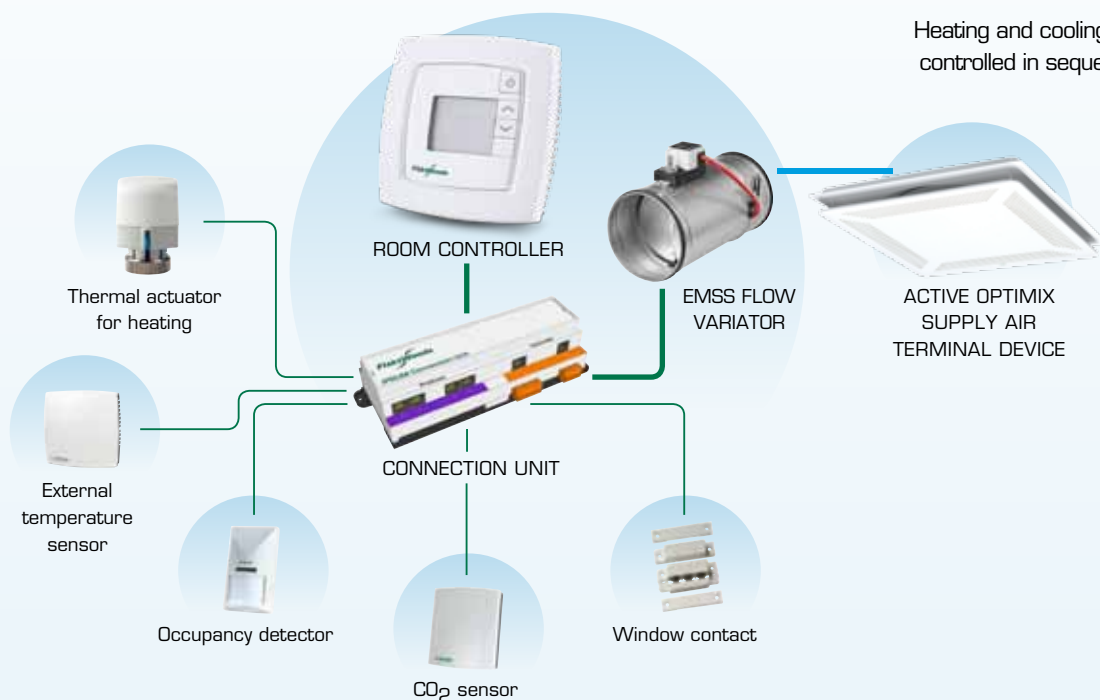 Heating and cooling
controlled in seque
ROOM CONTROLLER
EMSS FLOW
VARIATOR
ACTIVE OPTIMIX
SUPPLY AIR
TERMINAL DEVICE
Thermal actuator
for heating
FläktWoods
CONNECTION UNIT
External
temperature
sensor
Occupancy detector
Window contact
CO₂ sensor